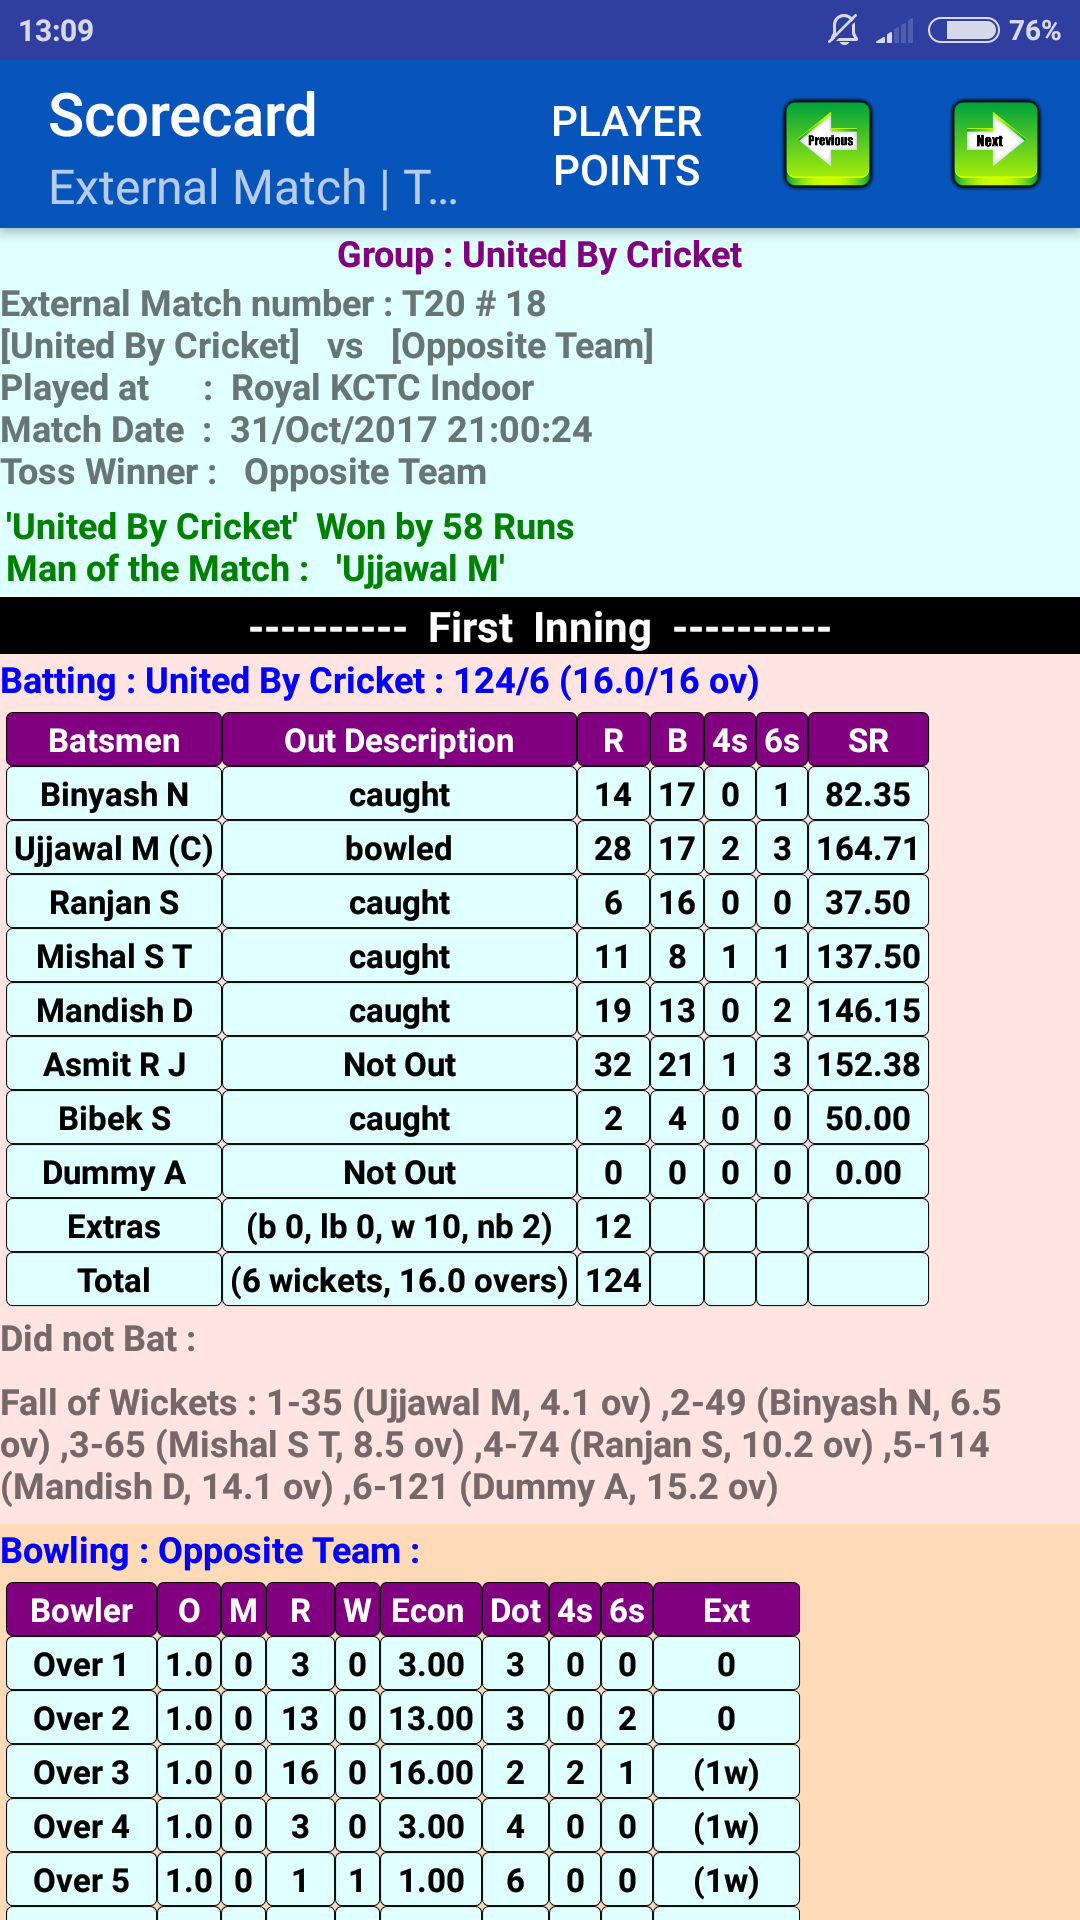 13:09 76%
Scorecard
External Match | T...
PLAYER
POINTS
Previous
Next
Group : United By Cricket
External Match number : T20 # 18
[United By Cricket] vs [Opposite Team]
Played at : Royal KCTC Indoor
Match Date : 31/Oct/2017 21:00:24
Toss Winner : Opposite Team
'United By Cricket' Won by 58 Runs
Man of the Match : 'Ujjawal M'
---------- First Inning ----------
Batting : United By Cricket : 124/6 (16.0/16 ov)
Batsmen Out Description R B 4s 6s SR
Binyash N caught 14 17 0 1 82.35
Ujjawal M (C) bowled 28 17 2 3 164.71
Ranjan S caught 6 16 0 0 37.50
Mishal S T caught 11 8 1 1 137.50
Mandish D caught 19 13 0 2 146.15
Asmit R J Not Out 32 21 1 3 152.38
Bibek S caught 2 4 0 0 50.00
Dummy A Not Out 0 0 0 0 0.00
Extras (b 0, lb 0, w 10, nb 2) 12
Total (6 wickets, 16.0 overs) 124
Did not Bat :
Fall of Wickets : 1-35 (Ujjawal M, 4.1 ov) ,2-49 (Binyash N, 6.5
ov) ,3-65 (Mishal S T, 8.5 ov) ,4-74 (Ranjan S, 10.2 ov) ,5-114
(Mandish D, 14.1 ov) ,6-121 (Dummy A, 15.2 ov)
Bowling : Opposite Team :
Bowler O M R W Econ Dot 4s 6s Ext
Over 1 1.0 0 3 0 3.00 3 0 0 0
Over 2 1.0 0 13 0 13.00 3 0 2 0
Over 3 1.0 0 16 0 16.00 2 2 1 (1w)
Over 4 1.0 0 3 0 3.00 4 0 0 (1w)
Over 5 1.0 0 1 1 1.00 6 0 0 (1w)